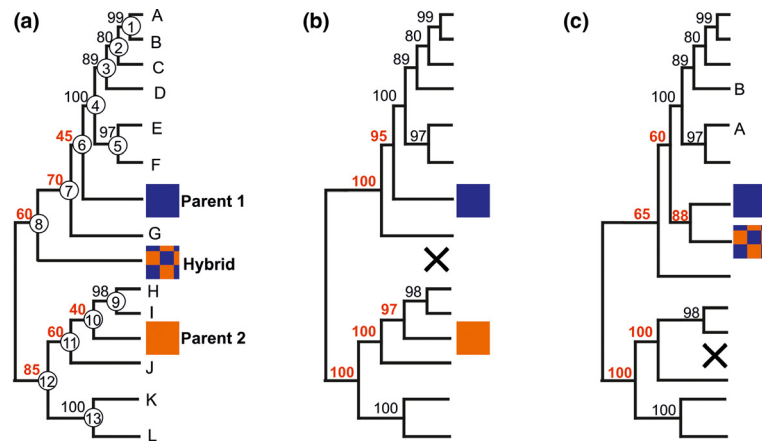 (a) (b) (c)
99 A 99 99
1
80 2 B 80 80
89 3 C 89 89
D B
100 4 100 100
E A
97 5 97 97
45 6 F 95 60
70 7 Parent 1 100
88
60 8 G 65
Hybrid
H
98 9 98 98
I
40 10 97
60 11 Parent 2 100 100
J
85 12 100 100
K
100 13 100 100
L